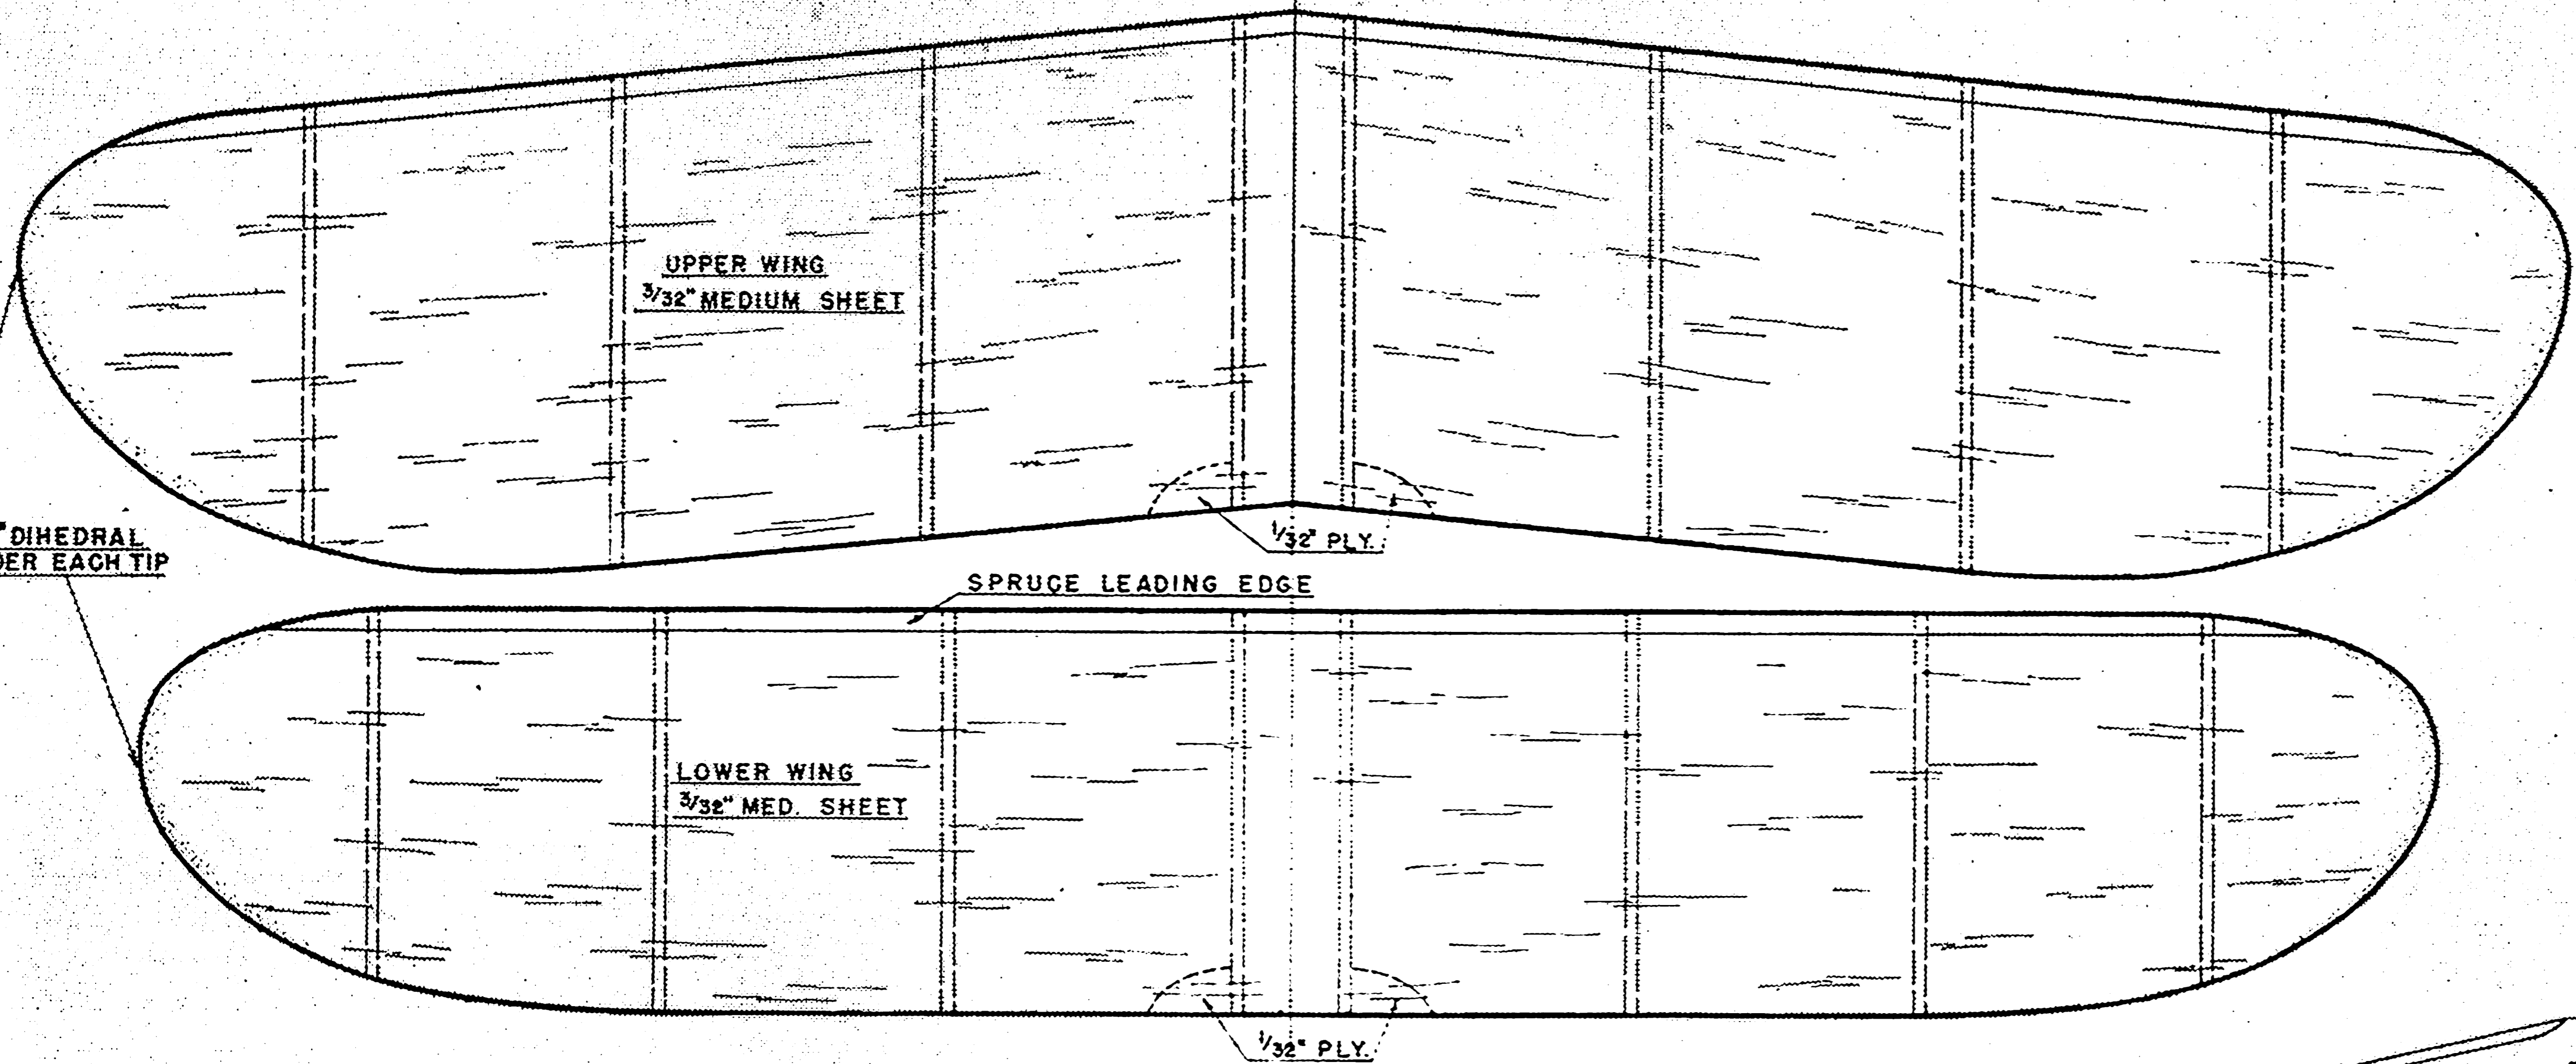 UPPER WING
3/32" MEDIUM SHEET
1/32" PLY.
" DIHEDRAL
EACH TIP
SPRUCE LEADING EDGE
LOWER WING
3/32" MED. SHEET
1/32" PLY.